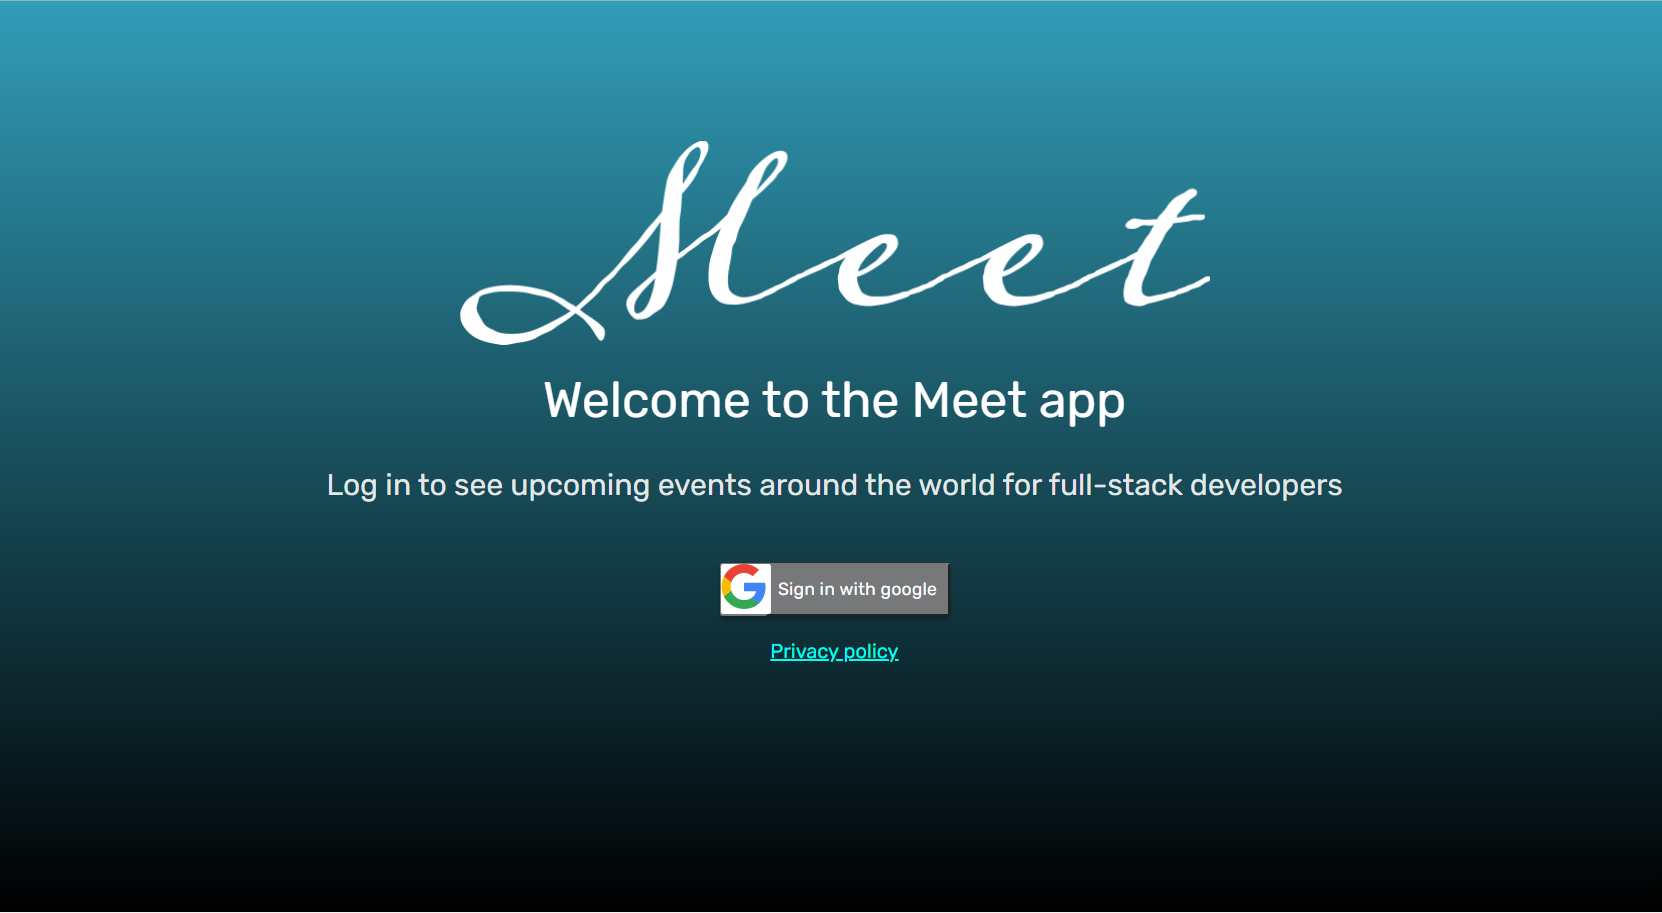 Meet
Welcome to the Meet app
Log in to see upcoming events around the world for full-stack developers
Sign in with google
Privacy policy